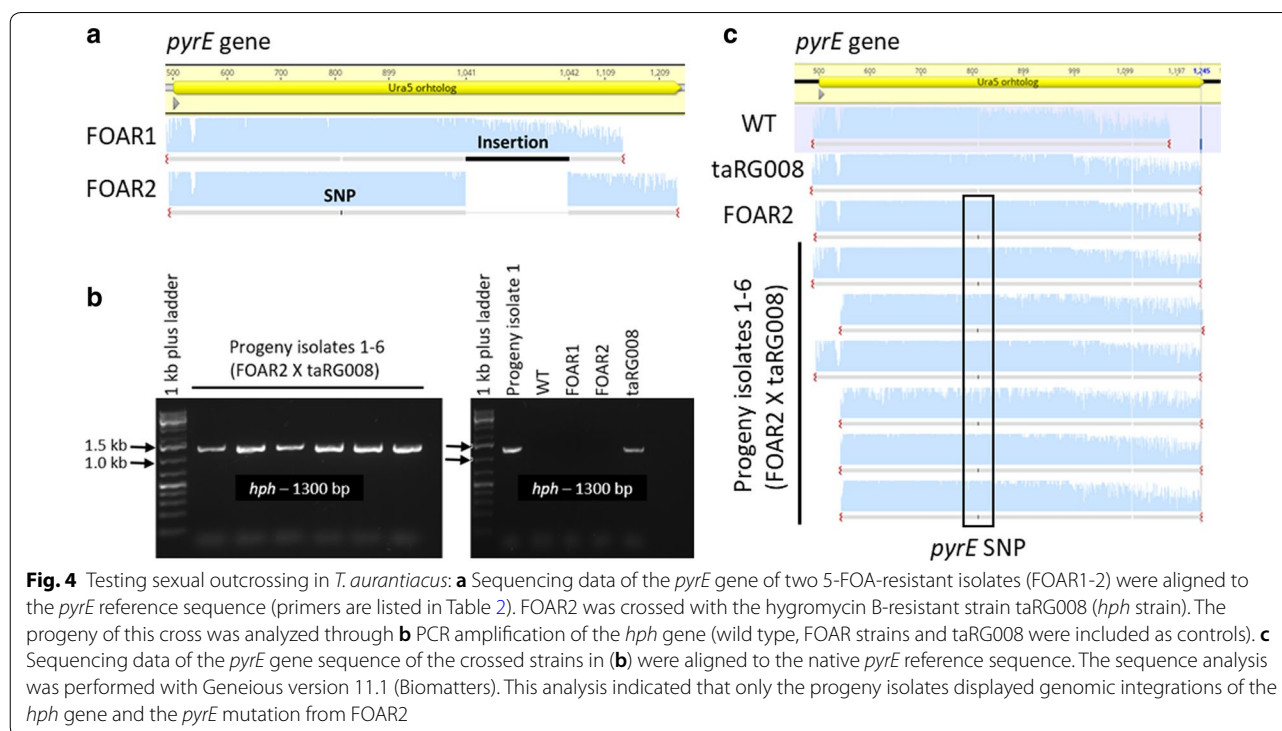 a
pyrE gene
500 600 700 800 899 1,041 1,042 1,109 1,209
Ura5 orhtolog
FOAR1
Insertion
FOAR2
SNP
b
1 kb plus ladder
Progeny isolates 1-6
(FOAR2 X taRG008)
1.5 kb
1.0 kb
hph – 1300 bp
1 kb plus ladder
Progeny isolate 1
WT
FOAR1
FOAR2
taRG008
hph – 1300 bp
c
pyrE gene
500 600 800 899 999 1,099 1,197 1,245
Ura5 orhtolog
WT
taRG008
FOAR2
Progeny isolates 1-6
(FOAR2 X taRG008)
pyrE SNP
Fig. 4 Testing sexual outcrossing in T. aurantiacus: a Sequencing data of the pyrE gene of two 5-FOA-resistant isolates (FOAR1-2) were aligned to
the pyrE reference sequence (primers are listed in Table 2). FOAR2 was crossed with the hygromycin B-resistant strain taRG008 (hph strain). The
progeny of this cross was analyzed through b PCR amplification of the hph gene (wild type, FOAR strains and taRG008 were included as controls). c
Sequencing data of the pyrE gene sequence of the crossed strains in (b) were aligned to the native pyrE reference sequence. The sequence analysis
was performed with Geneious version 11.1 (Biomatters). This analysis indicated that only the progeny isolates displayed genomic integrations of the
hph gene and the pyrE mutation from FOAR2